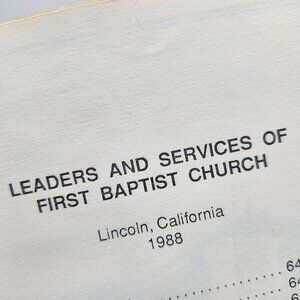 LEADERS AND SERVICES OF
FIRST BAPTIST CHURCH
Lincoln, California
1988